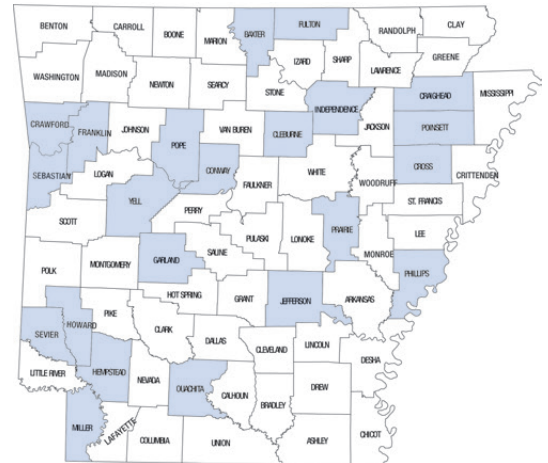 BENTON
CARROLL
BOONE
MARION
BAXTER
FULTON
RANDOLPH
CLAY
IZARD
SHARP
LAWRENCE
GREENE
WASHINGTON
MADISON
NEWTON
SEARCY
STONE
INDEPENDENCE
CRAIGHEAD
MISSISSIPPI
CRAWFORD
FRANKLIN
JOHNSON
POPE
VAN BUREN
CLEBURNE
JACKSON
POINSETT
SEBASTIAN
LOGAN
CONWAY
FAULKNER
WHITE
WOODRUFF
CROSS
CRITTENDEN
SCOTT
YELL
PERRY
ST. FRANCIS
POLK
MONTGOMERY
GARLAND
SALINE
PULASKI
LONOKE
PRAIRIE
MONROE
LEE
PHILLIPS
HOT SPRING
GRANT
JEFFERSON
ARKANSAS
SEVIER
HOWARD
PIKE
CLARK
DALLAS
CLEVELAND
LINCOLN
DESHA
LITTLE RIVER
HEMPSTEAD
NEVADA
OUACHITA
CALHOUN
BRADLEY
DREW
MILLER
LAFAYETTE
COLUMBIA
UNION
ASHLEY
CHICOT